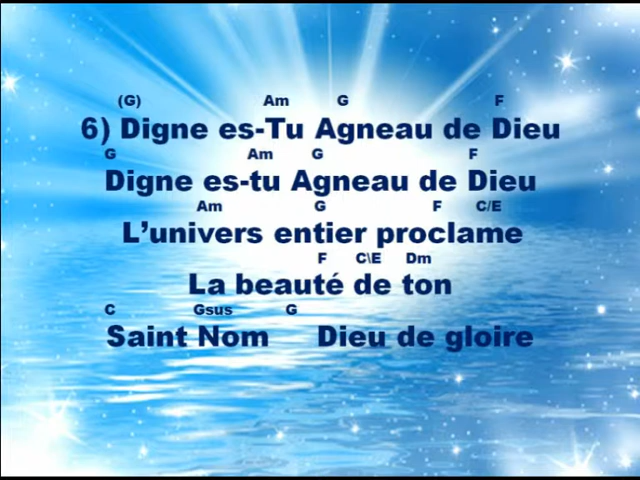 (G) Am G F
6) Digne es-Tu Agneau de Dieu
G Am G F
Digne es-tu Agneau de Dieu
Am G F C/E
L’univers entier proclame
F C\E Dm
La beauté de ton
C Gsus G
Saint Nom Dieu de gloire